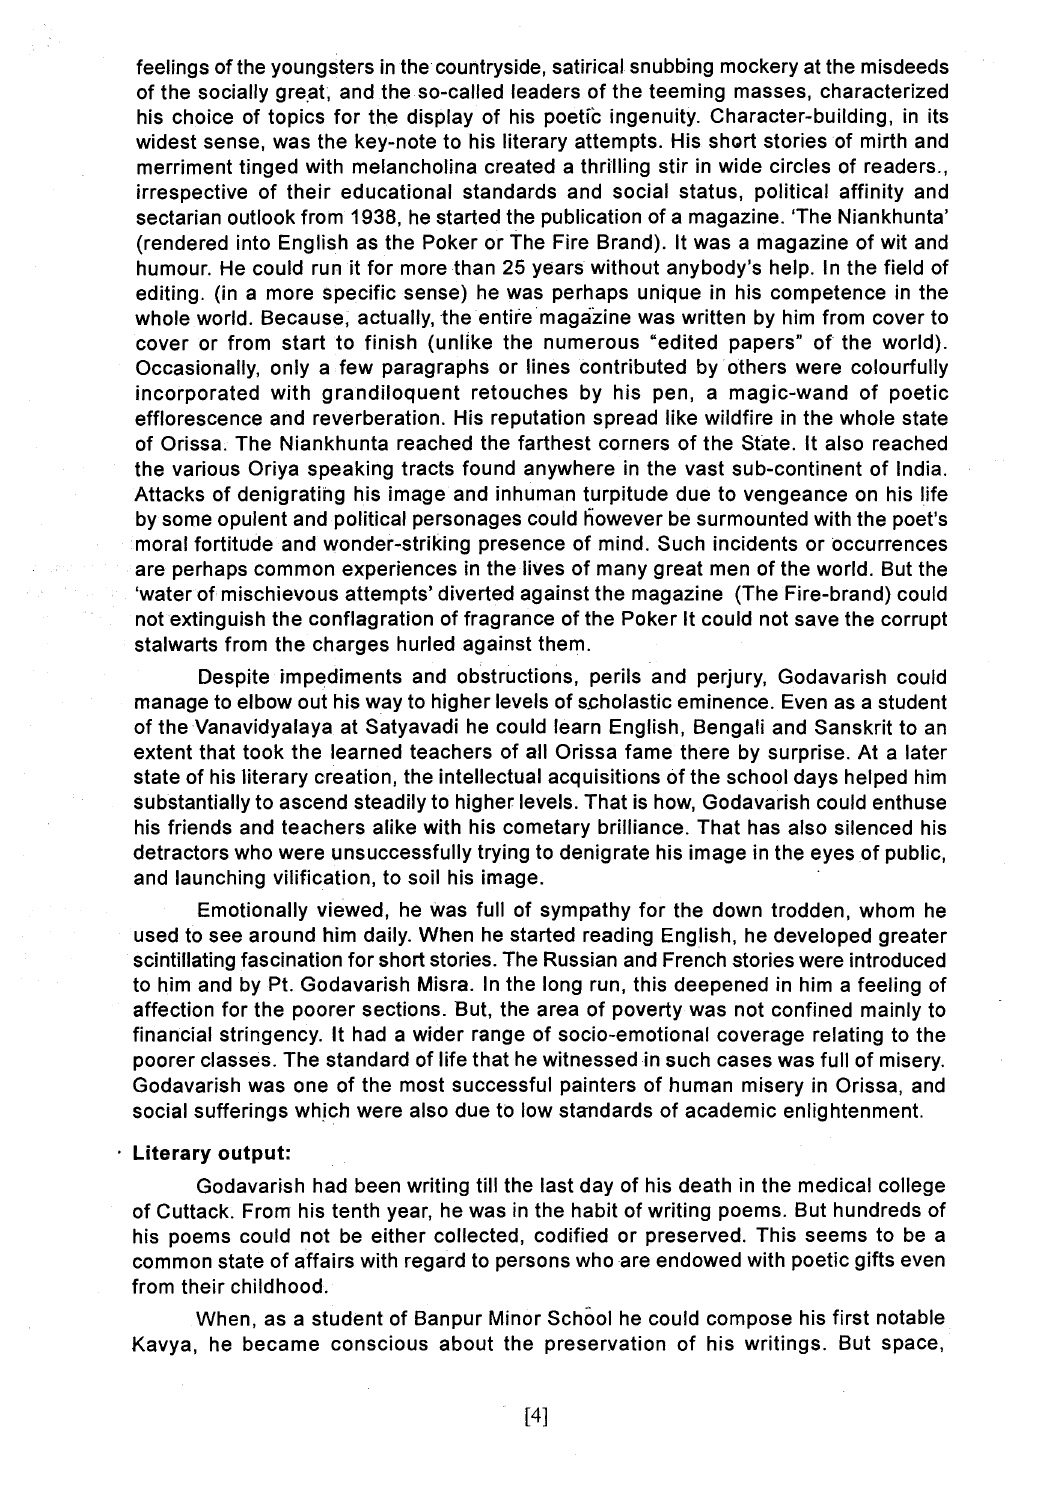 feelings of the youngsters in the countryside, satirical snubbing mockery at the misdeeds
of the socially great, and the so-called leaders of the teeming masses, characterized
his choice of topics for the display of his poetic ingenuity. Character-building, in its
widest sense, was the key-note to his literary attempts. His short stories of mirth and
merriment tinged with melancholina created a thrilling stir in wide circles of readers.,
irrespective of their educational standards and social status, political affinity and
sectarian outlook from 1938, he started the publication of a magazine. 'The Niankhunta'
(rendered into English as the Poker or The Fire Brand). It was a magazine of wit and
humour. He could run it for more than 25 years without anybody's help. In the field of
editing. (in a more specific sense) he was perhaps unique in his competence in the
whole world. Because, actually, the entire magazine was written by him from cover to
cover or from start to finish (unlike the numerous "edited papers" of the world).
Occasionally, only a few paragraphs or lines contributed by others were colourfully
incorporated with grandiloquent retouches by his pen, a magic-wand of poetic
efflorescence and reverberation. His reputation spread like wildfire in the whole state
of Orissa. The Niankhunta reached the farthest corners of the State. It also reached
the various Oriya speaking tracts found anywhere in the vast sub-continent of India.
Attacks of denigrating his image and inhuman turpitude due to vengeance on his life
by some opulent and political personages could however be surmounted with the poet's
moral fortitude and wonder-striking presence of mind. Such incidents or occurrences
are perhaps common experiences in the lives of many great men of the world. But the
'water of mischievous attempts' diverted against the magazine (The Fire-brand) could
not extinguish the conflagration of fragrance of the Poker It could not save the corrupt
stalwarts from the charges hurled against them.
Despite impediments and obstructions, perils and perjury, Godavarish could
manage to elbow out his way to higher levels of scholastic eminence. Even as a student
of the Vanavidyalaya at Satyavadi he could learn English, Bengali and Sanskrit to an
extent that took the learned teachers of all Orissa fame there by surprise. At a later
state of his literary creation, the intellectual acquisitions of the school days helped him
substantially to ascend steadily to higher levels. That is how, Godavarish could enthuse
his friends and teachers alike with his cometary brilliance. That has also silenced his
detractors who were unsuccessfully trying to denigrate his image in the eyes of public,
and launching vilification, to soil his image.
Emotionally viewed, he was full of sympathy for the down trodden, whom he
used to see around him daily. When he started reading English, he developed greater
scintillating fascination for short stories. The Russian and French stories were introduced
to him and by Pt. Godavarish Misra. In the long run, this deepened in him a feeling of
affection for the poorer sections. But, the area of poverty was not confined mainly to
financial stringency. It had a wider range of socio-emotional coverage relating to the
poorer classes. The standard of life that he witnessed in such cases was full of misery.
Godavarish was one of the most successful painters of human misery in Orissa, and
social sufferings which were also due to low standards of academic enlightenment.
Literary output:
Godavarish had been writing till the last day of his death in the medical college
of Cuttack. From his tenth year, he was in the habit of writing poems. But hundreds of
his poems could not be either collected, codified or preserved. This seems to be a
common state of affairs with regard to persons who are endowed with poetic gifts even
from their childhood.
When, as a student of Banpur Minor School he could compose his first notable
Kavya, he became conscious about the preservation of his writings. But space,
[4]